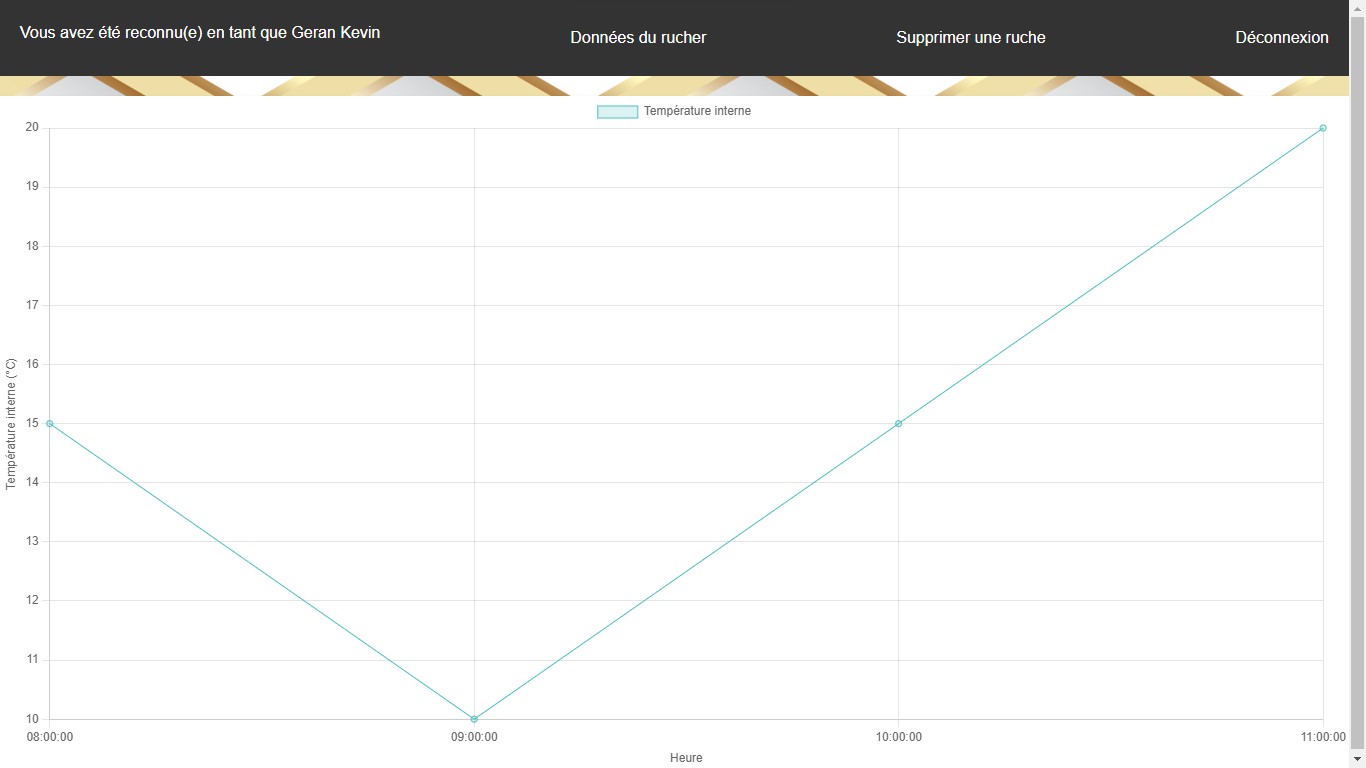 Vous avez été reconnu(e) en tant que Geran Kevin
Données du rucher
Supprimer une ruche
Déconnexion
Température interne
20
19
18
17
16
15
14
13
12
11
10
Température interne (°C)
08:00:00
09:00:00
10:00:00
11:00:00
Heure